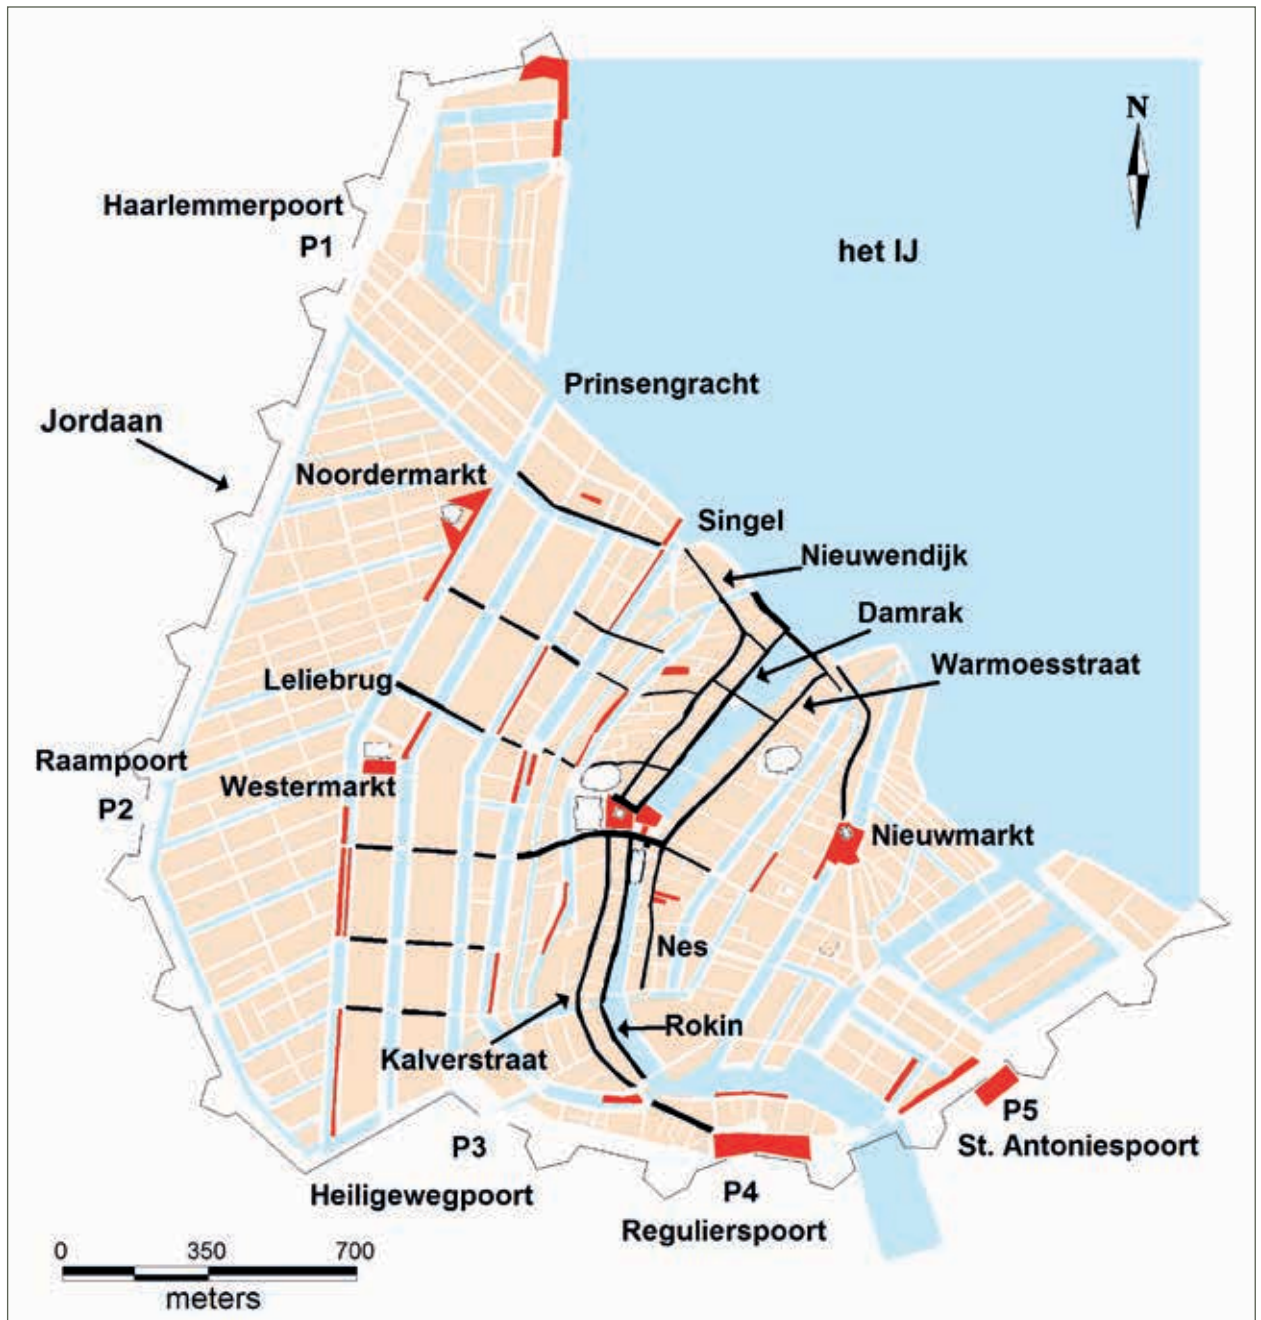 N
Haarlemmerpoort
P1
het IJ
Prinsengracht
Jordaan
Noordermarkt
Singel
Nieuwendijk
Damrak
Warmoesstraat
Leliebrug
Raampoort
P2
Westermarkt
Nieuwmarkt
Nes
Rokin
Kalverstraat
P3
Heiligewegpoort
P4
Regulierspoort
P5
St. Antoniespoort
0 350 700
meters